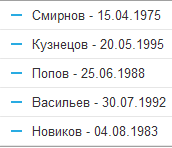 Смирнов - 15.04.1975
Кузнецов - 20.05.1995
Попов - 25.06.1988
Васильев - 30.07.1992
Новиков - 04.08.1983